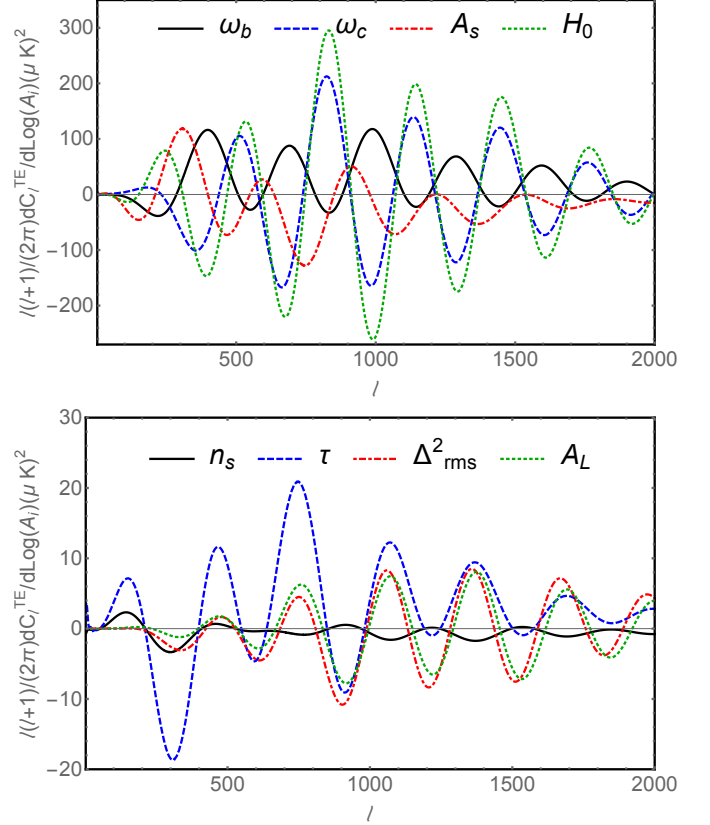 ω_b ω_c A_s H_0
l(l+1)/(2π)dC_l^TE/dLog(A_i)(μ K)^2
300
200
100
0
−100
−200
500 1000 1500 2000
l
n_s τ Δ^2_rms A_L
l(l+1)/(2π)dC_l^TE/dLog(A_i)(μ K)^2
30
20
10
0
−10
−20
500 1000 1500 2000
l